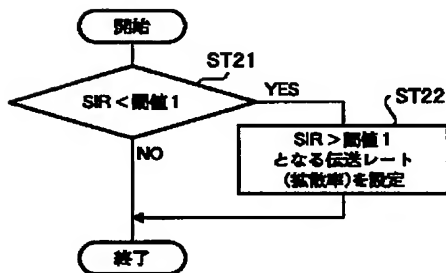 開始
ST21
SIR<閾値1
YES
ST22
NO
SIR>閾値1
となる伝送レート
(拡散率)を設定
終了